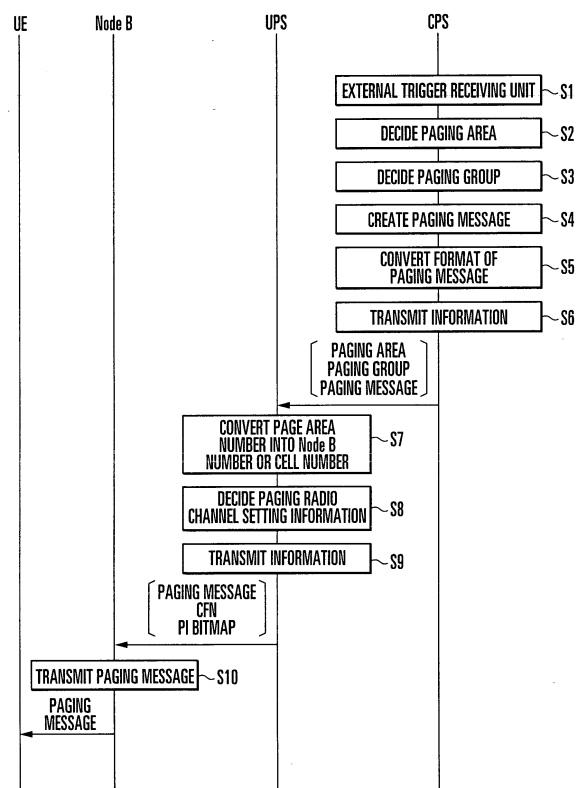 UE
Node B
UPS
CPS
EXTERNAL TRIGGER RECEIVING UNIT
S1
DECIDE PAGING AREA
S2
DECIDE PAGING GROUP
S3
CREATE PAGING MESSAGE
S4
CONVERT FORMAT OF
PAGING MESSAGE
S5
TRANSMIT INFORMATION
S6
PAGING AREA
PAGING GROUP
PAGING MESSAGE
CONVERT PAGE AREA
NUMBER INTO Node B
NUMBER OR CELL NUMBER
S7
DECIDE PAGING RADIO
CHANNEL SETTING INFORMATION
S8
TRANSMIT INFORMATION
S9
PAGING MESSAGE
CFN
PI BITMAP
TRANSMIT PAGING MESSAGE
S10
PAGING
MESSAGE